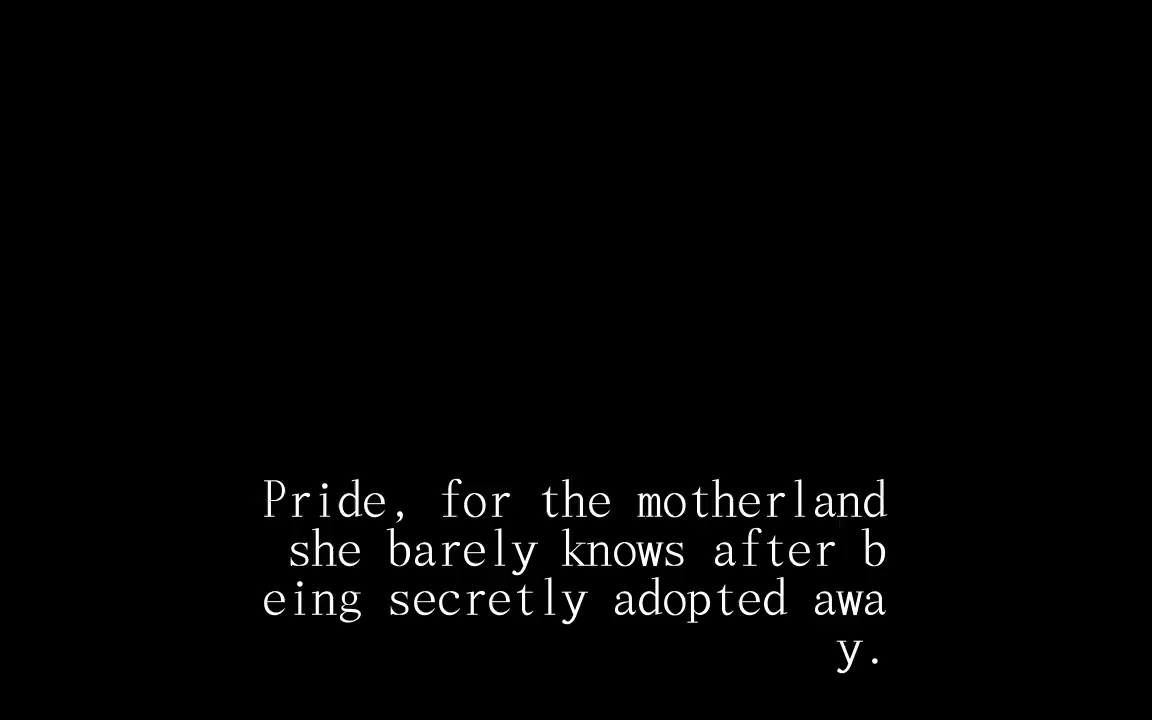 Pride, for the motherland
she barely knows after b
eing secretly adopted awa
y.